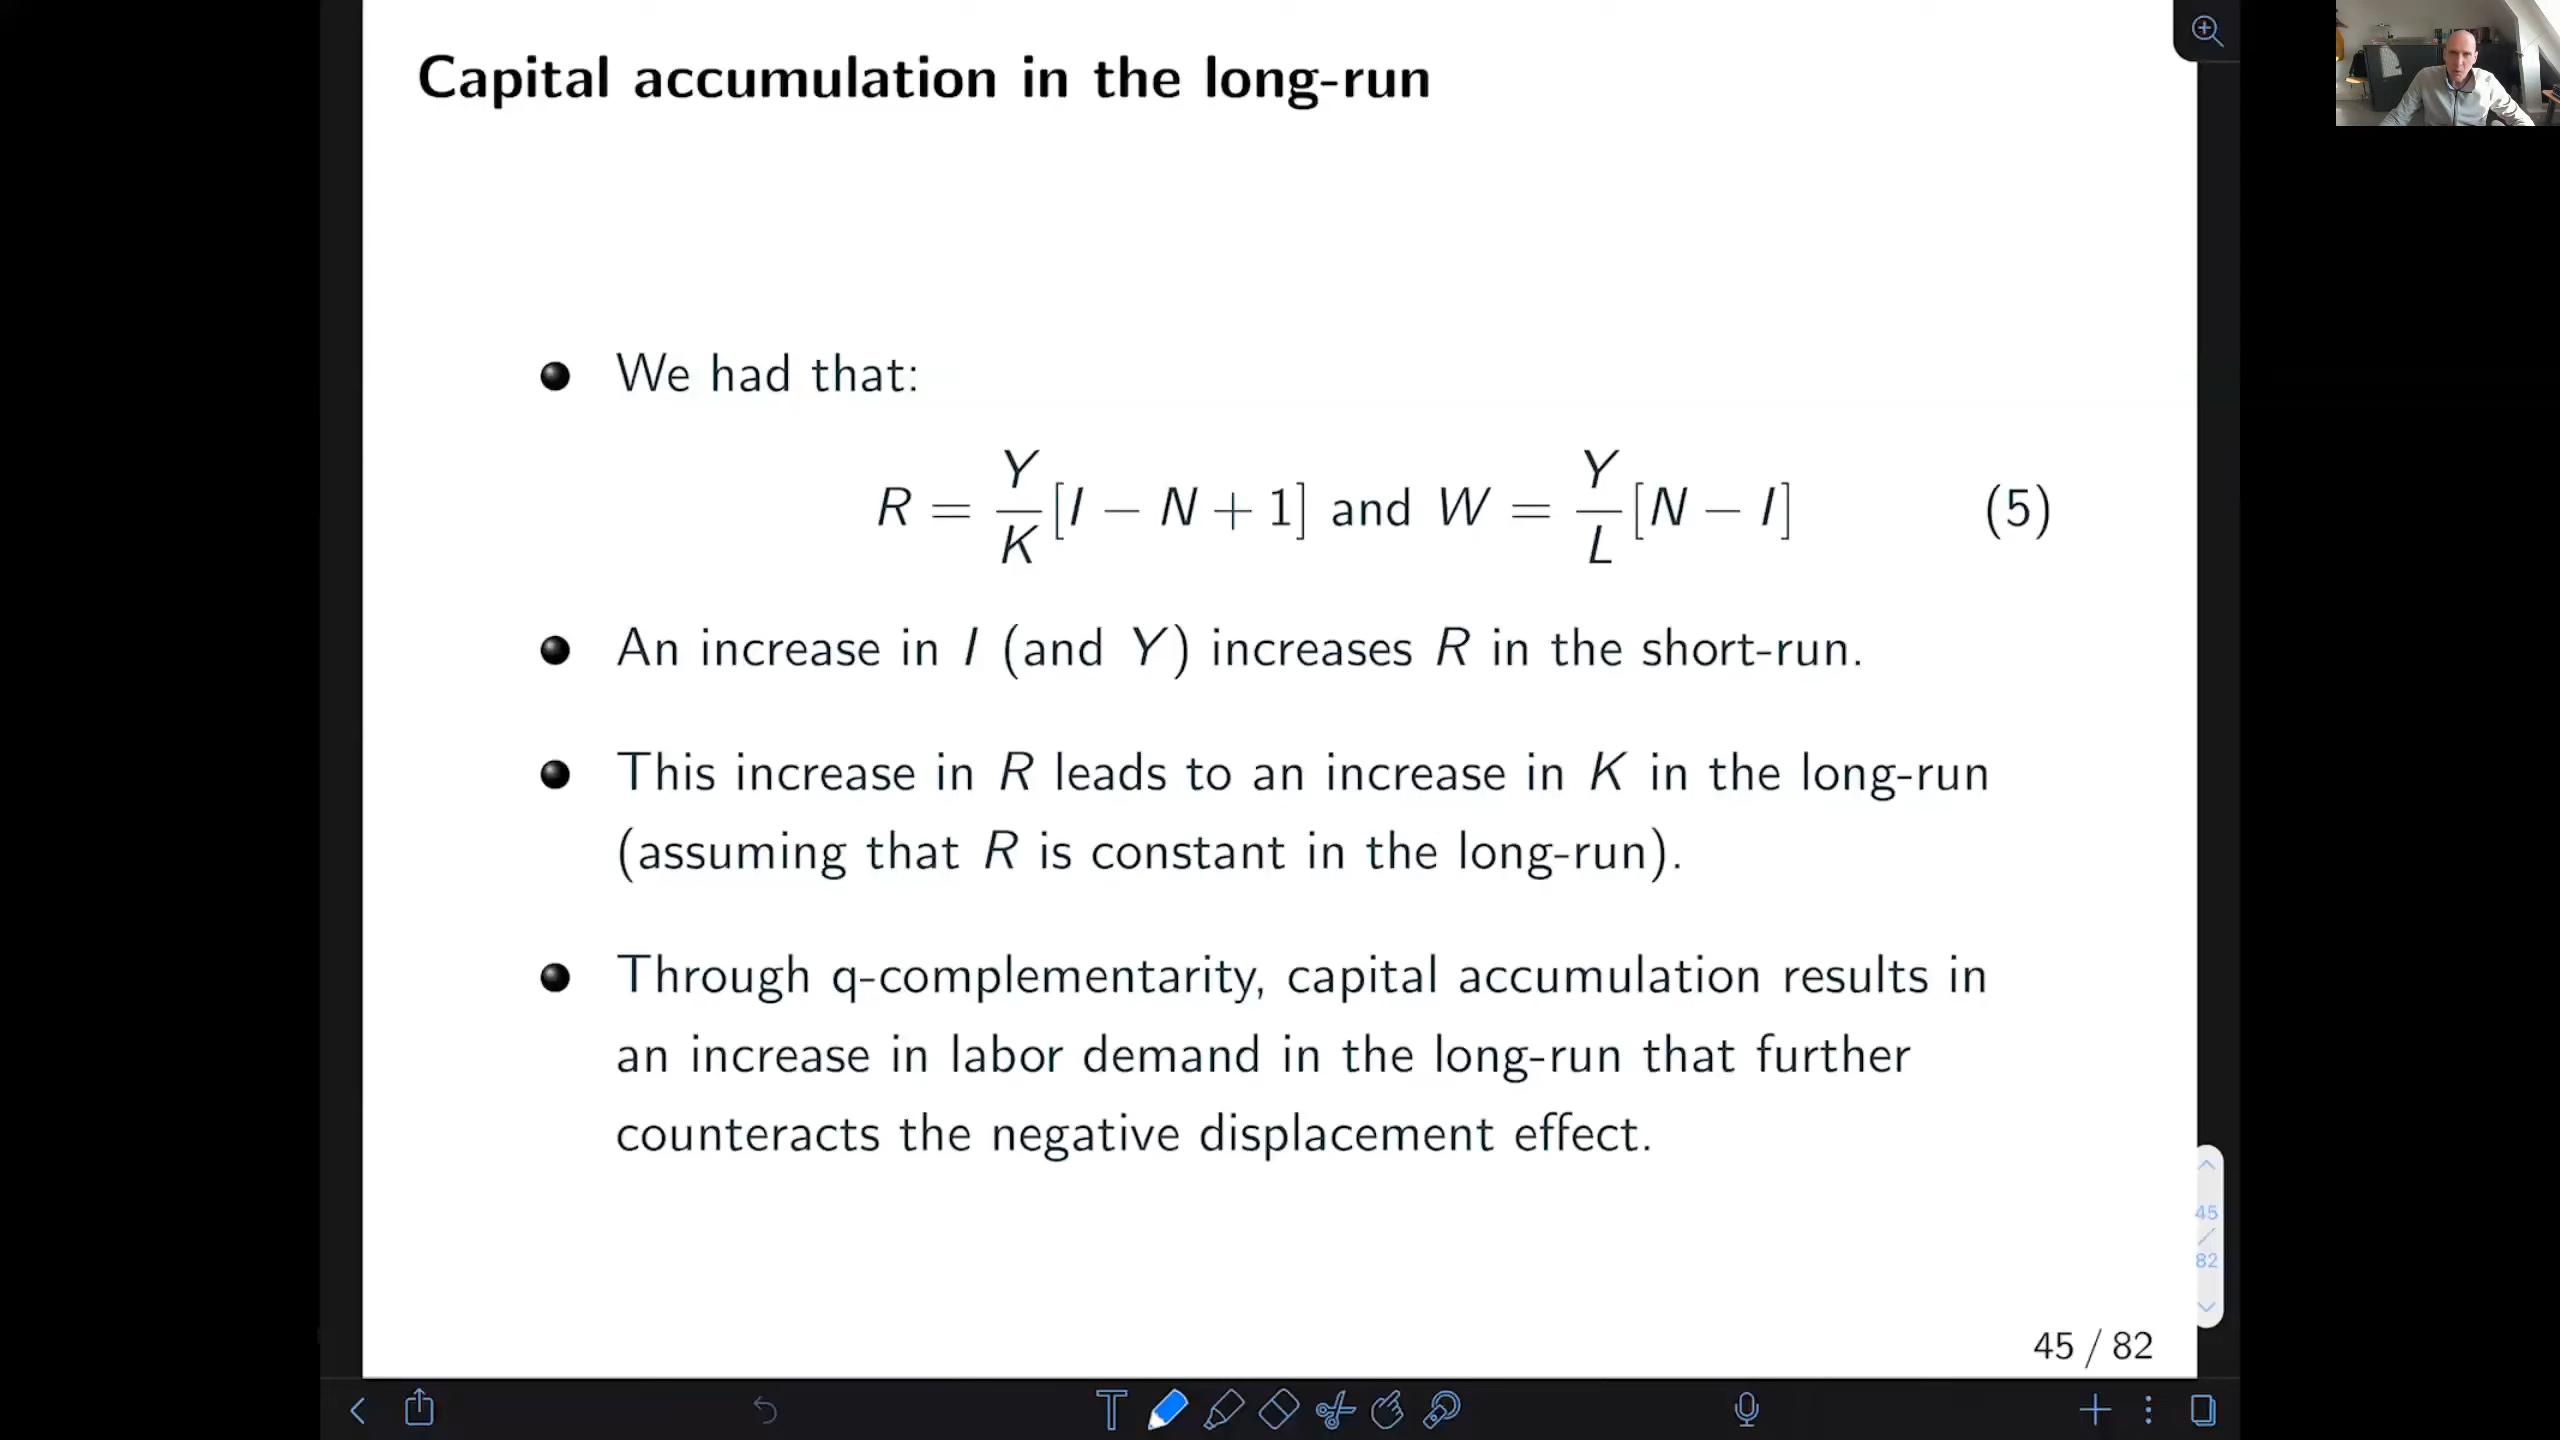 Capital accumulation in the long-run
We had that:
R = Y/K [I − N + 1] and W = Y/L [N − I] (5)
An increase in I (and Y) increases R in the short-run.
This increase in R leads to an increase in K in the long-run
(assuming that R is constant in the long-run).
Through q-complementarity, capital accumulation results in
an increase in labor demand in the long-run that further
counteracts the negative displacement effect.
45
/
82
45 / 82